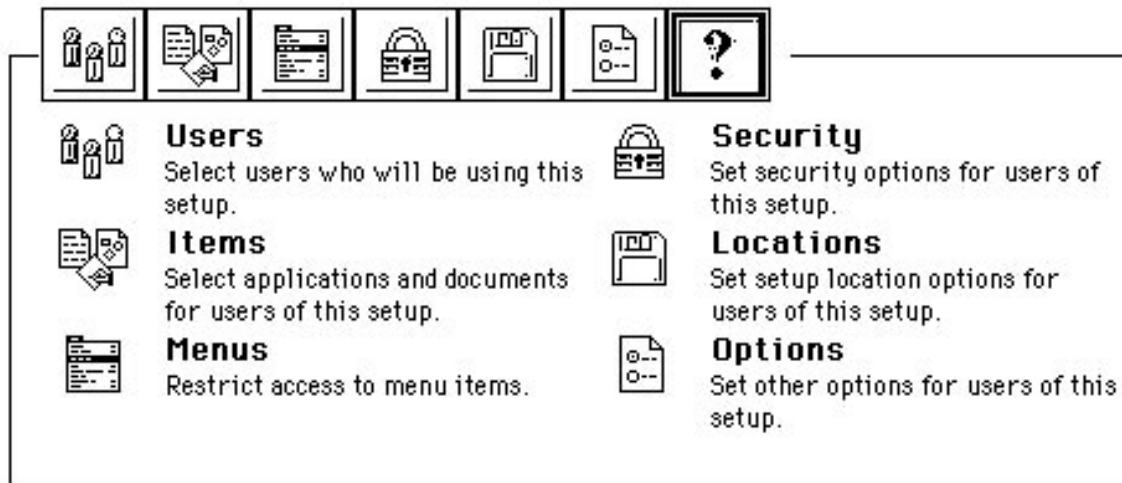 ?
Users
Select users who will be using this
setup.
Items
Select applications and documents
for users of this setup.
Menus
Restrict access to menu items.
Security
Set security options for users of
this setup.
Locations
Set setup location options for
users of this setup.
Options
Set other options for users of this
setup.